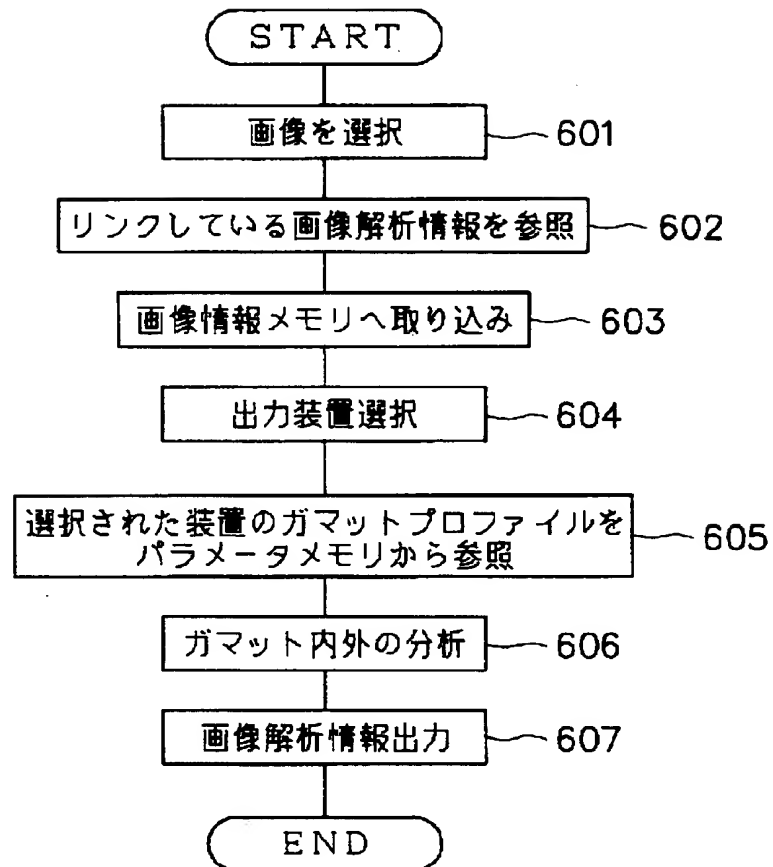 START
画像を選択 601
リンクしている画像解析情報を参照 602
画像情報メモリへ取り込み 603
出力装置選択 604
選択された装置のガマットプロファイルを
パラメータメモリから参照 605
ガマット内外の分析 606
画像解析情報出力 607
END